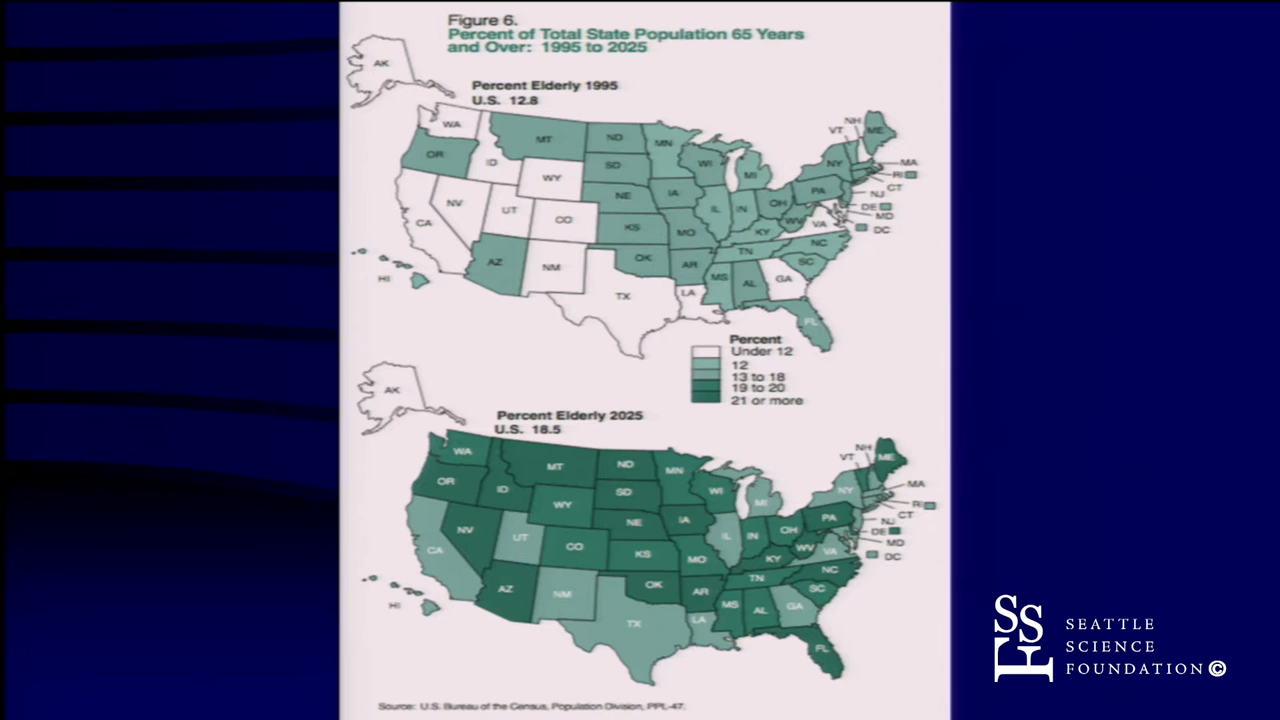 Figure 6.
Percent of Total State Population 65 Years
and Over: 1995 to 2025
AK
Percent Elderly 1995
U.S. 12.8
WA
MT
ND
MN
VT
NH
ME
OR
ID
SD
WI
MI
NY
MA
RI
CT
WY
NE
IA
PA
NJ
NV
UT
CO
IL
IN
OH
DE
MD
CA
KS
MO
WV
VA
KY
DC
AZ
NM
OK
AR
TN
NC
SC
HI
MS
AL
GA
TX
LA
FL
Percent
Under 12
12
13 to 18
19 to 20
21 or more
AK
Percent Elderly 2025
U.S. 18.5
WA
MT
ND
MN
VT
NH
ME
OR
ID
SD
WI
MI
NY
MA
RI
CT
WY
NE
IA
PA
NJ
NV
UT
CO
IL
IN
OH
DE
MD
CA
KS
MO
WV
VA
KY
DC
AZ
NM
OK
AR
TN
NC
SC
HI
MS
AL
GA
TX
LA
FL
Source: U.S. Bureau of the Census, Population Division, PPL-47.
SSF
SEATTLE
SCIENCE
FOUNDATION©